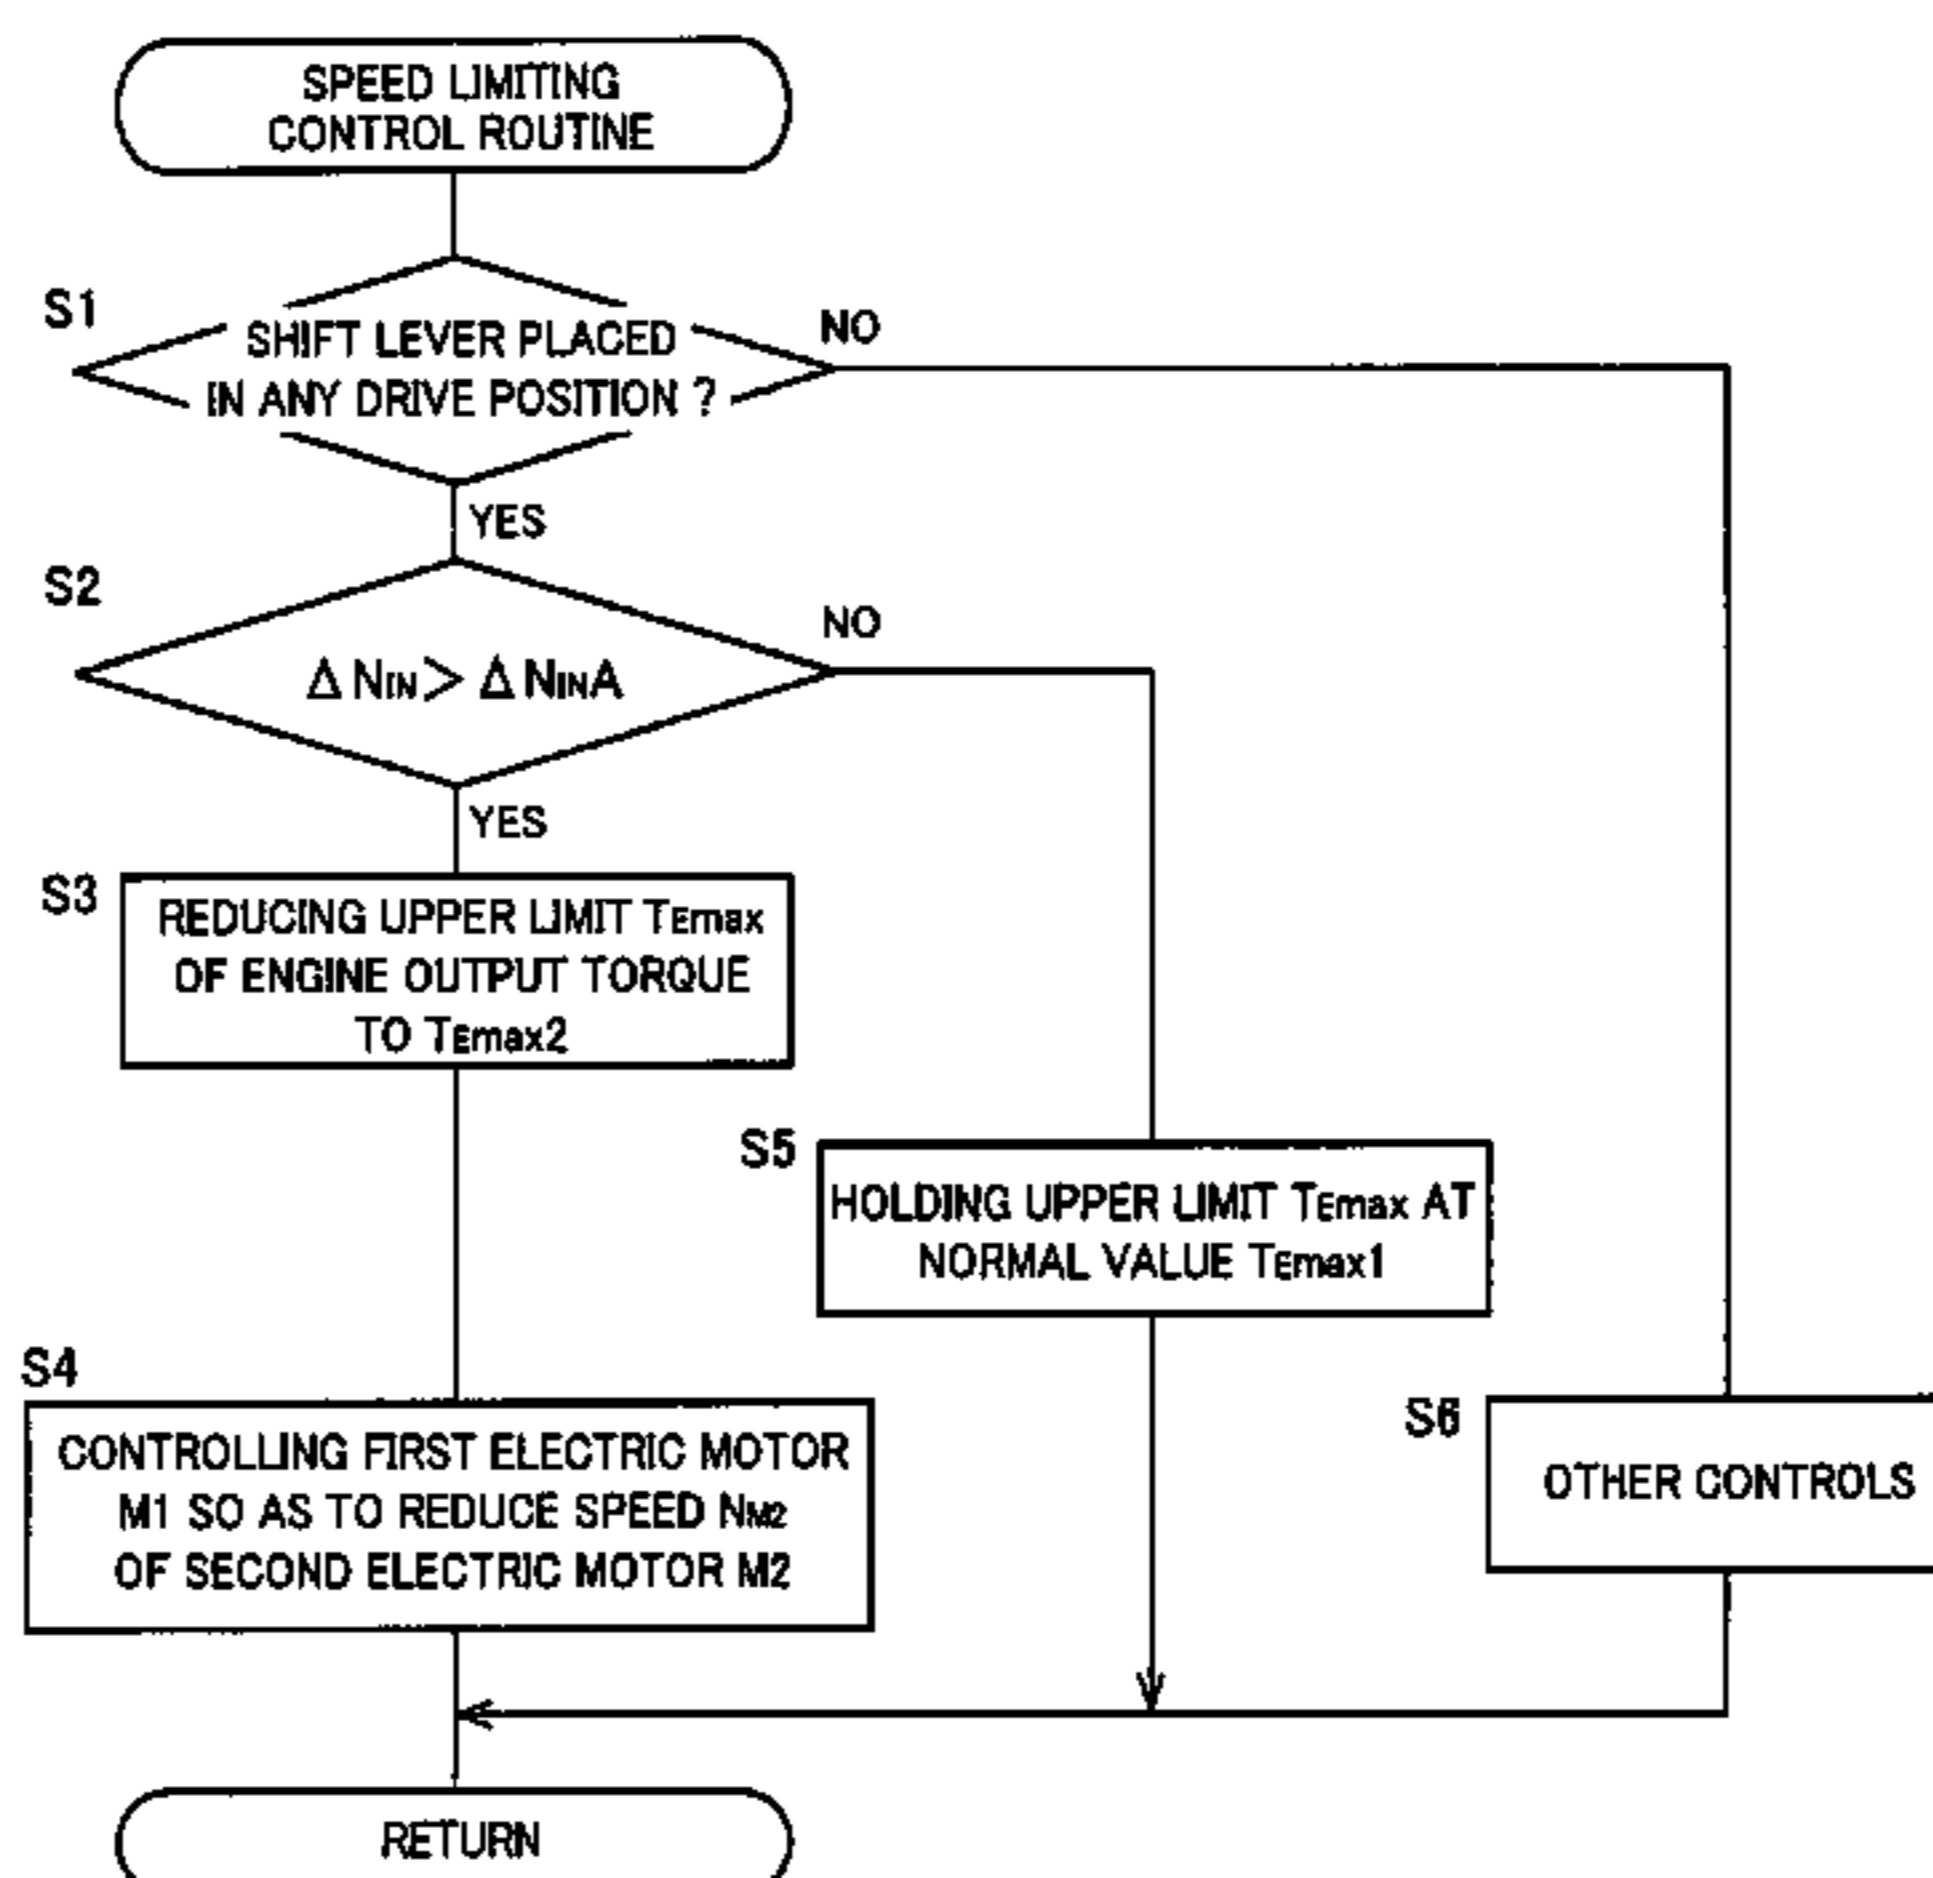 SPEED LIMITING
CONTROL ROUTINE
S1
SHIFT LEVER PLACED
IN ANY DRIVE POSITION ?
NO
YES
S2
Δ NIN > Δ NINA
NO
YES
S3
REDUCING UPPER LIMIT TEmax
OF ENGINE OUTPUT TORQUE
TO TEmax2
S5
HOLDING UPPER LIMIT TEmax AT
NORMAL VALUE TEmax1
S4
CONTROLLING FIRST ELECTRIC MOTOR
M1 SO AS TO REDUCE SPEED NM2
OF SECOND ELECTRIC MOTOR M2
S6
OTHER CONTROLS
RETURN